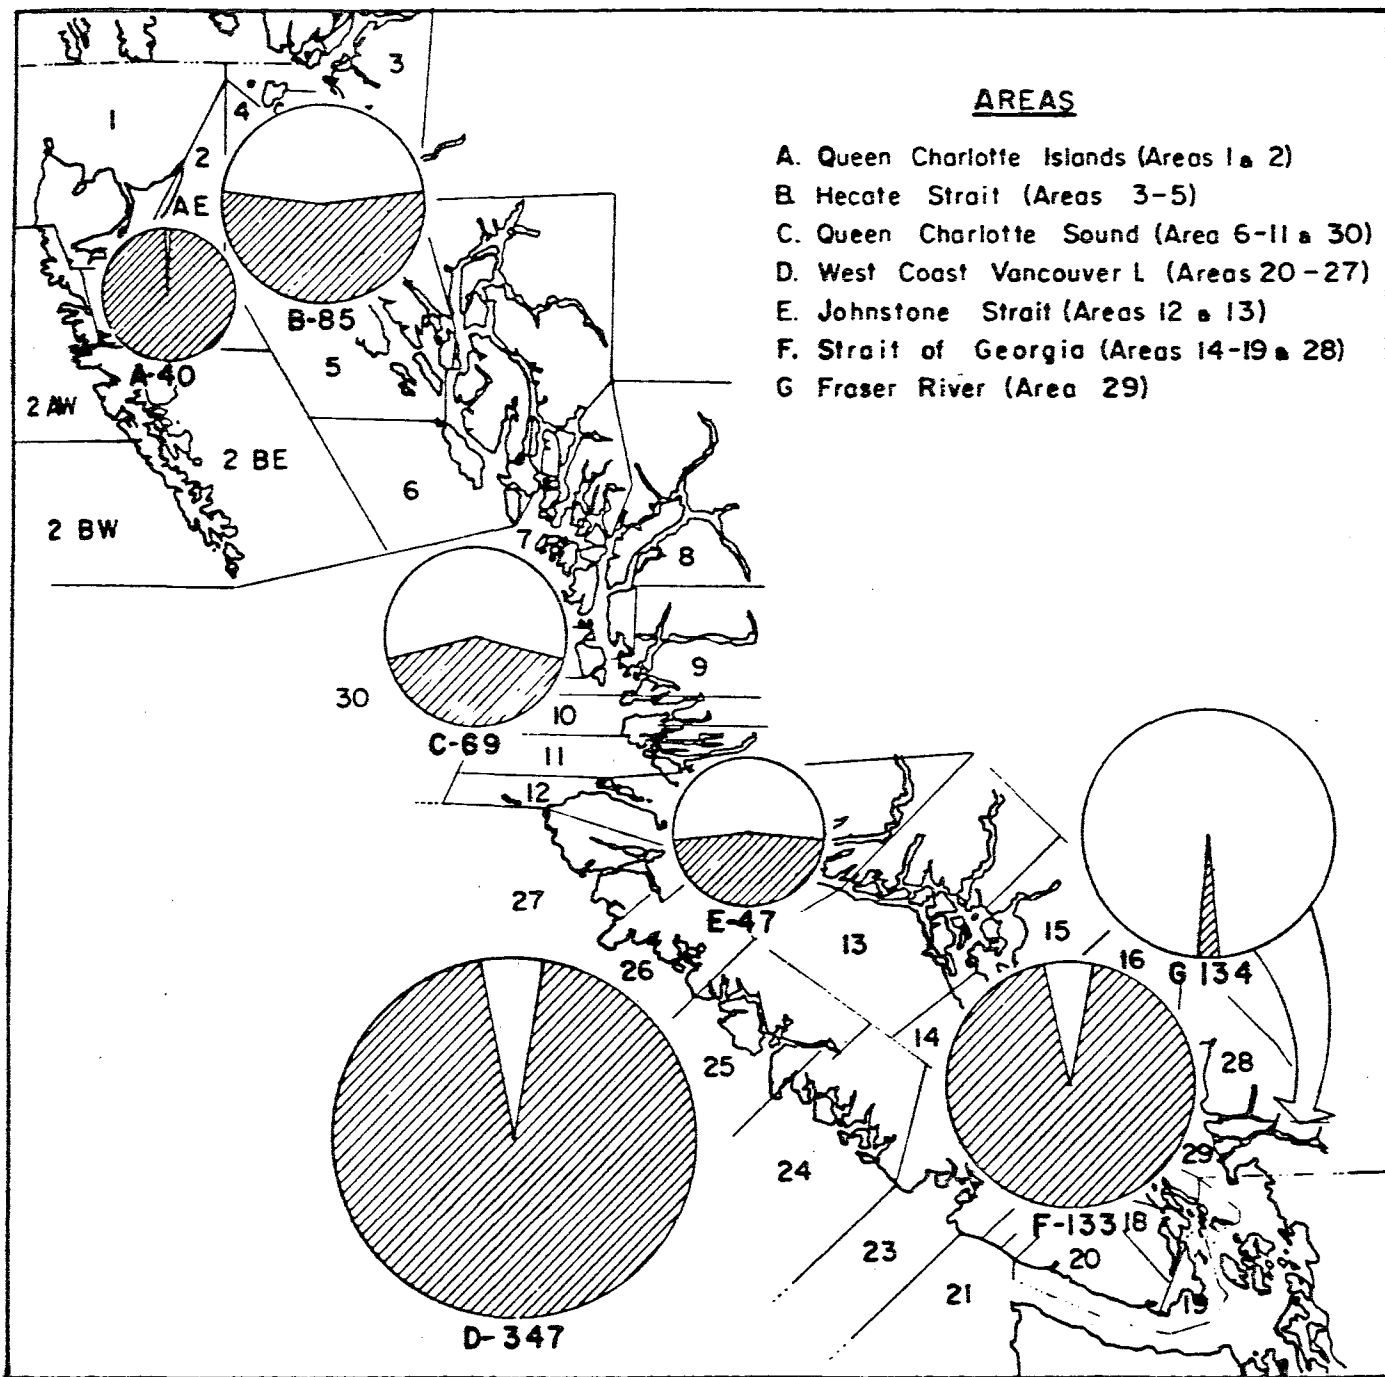 AREAS
A. Queen Charlotte Islands (Areas 1 & 2)
B. Hecate Strait (Areas 3-5)
C. Queen Charlotte Sound (Area 6-11 & 30)
D. West Coast Vancouver I. (Areas 20-27)
E. Johnstone Strait (Areas 12 & 13)
F. Strait of Georgia (Areas 14-19 & 28)
G Fraser River (Area 29)
3
1
4
2
AE
B-85
A-40
5
2 AW
2 BE
6
2 BW
7
8
9
30
10
C-69
11
12
27
E-47
13
15
16
G 134
26
25
14
28
24
29
F-133
18
23
20
21
19
D-347